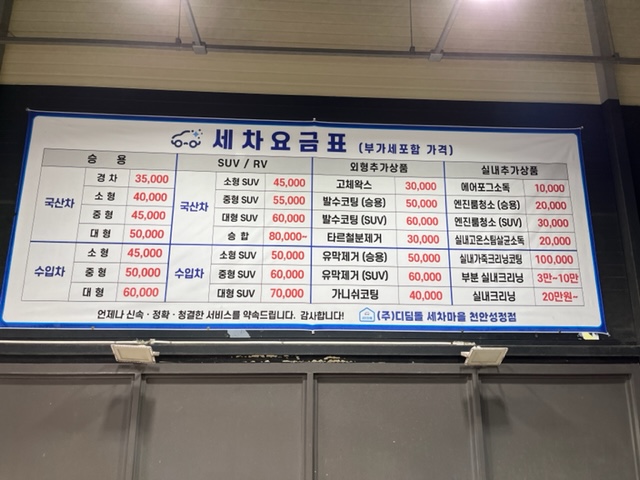 세차요금표 (부가세포함 가격)
승 용 SUV / RV 외형추가상품 실내추가상품
국산차 경 차 35,000 국산차 소형 SUV 45,000 고체왁스 30,000 에어포그소독 10,000
소 형 40,000 중형 SUV 55,000 발수코팅 (승용) 50,000 엔진룸청소 (승용) 20,000
중 형 45,000 대형 SUV 60,000 발수코팅 (SUV) 60,000 엔진룸청소 (SUV) 30,000
대 형 50,000 승 합 80,000~ 타르철분제거 30,000 실내고온스팀살균소독 20,000
수입차 소 형 45,000 수입차 소형 SUV 50,000 유막제거 (승용) 50,000 실내가죽크리닝코팅 100,000
중 형 50,000 중형 SUV 60,000 유막제거 (SUV) 60,000 부분 실내크리닝 3만~10만
대 형 60,000 대형 SUV 70,000 가니쉬코팅 40,000 실내크리닝 20만원~
언제나 신속 · 정확 · 청결한 서비스를 약속드립니다. 감사합니다! (주)디딤돌 세차마을 천안성정점